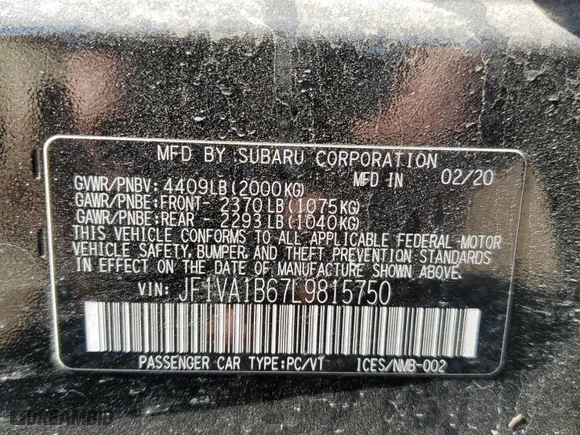 MFD BY SUBARU CORPORATION
GVWR/PNBV: 4409LB(2000KG) MFD IN 02/20
GAWR/PNBE:FRONT- 2370LB(1075KG)
GAWR/PNBE:REAR - 2293LB(1040KG)
THIS VEHICLE CONFORMS TO ALL APPLICABLE FEDERAL-MOTOR
VEHICLE SAFETY, BUMPER, AND THEFT PREVENTION STANDARDS
IN EFFECT ON THE DATE OF MANUFACTURE SHOWN ABOVE.
VIN: JF1VA1B67L9815750
PASSENGER CAR TYPE:PC/VT ICES/NMB-002
DREAMBID